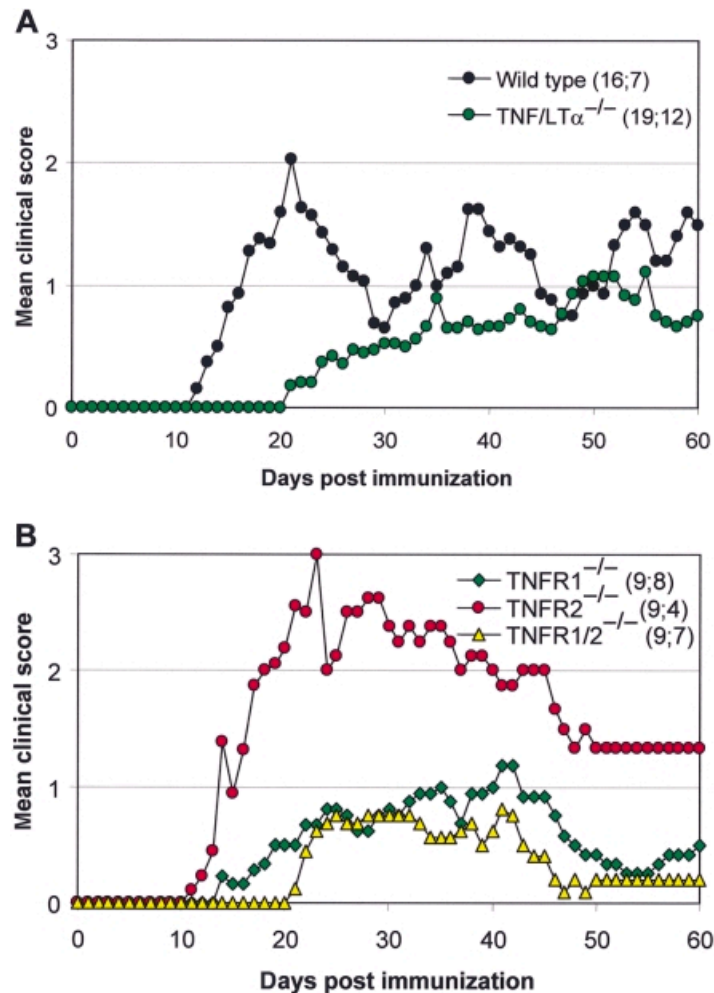 A
3
2
1
0
Mean clinical score
Wild type (16;7)
TNF/LTα–/– (19;12)
0 10 20 30 40 50 60
Days post immunization
B
3
2
1
0
Mean clinical score
TNFR1–/– (9;8)
TNFR2–/– (9;4)
TNFR1/2–/– (9;7)
0 10 20 30 40 50 60
Days post immunization